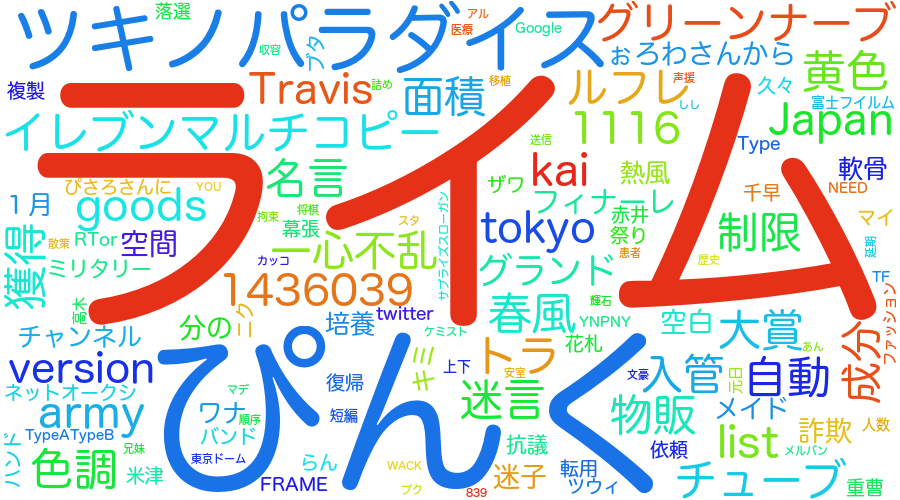 ツキノパラダイス
落選
アル
医療
Google
グリーンナーブ
収容
ブタ
ぉろわさんから
黄色
複製
Travis
詰め
面積
移植
ルフレ
声援
久々
富士フイルム
しし
イレブンマルチコピー
1116
Japan
送信
Type
ライム
名言
kai
熱風
軟骨
ぴさろさんに
YOU
ザワ
フィナーレ
千早
NEED
1月
goods
将棋
拘束
スタ
サプライズスローガン
赤井
マイ
幕張
tokyo
祭り
制限
獲得
散策
RTor
空間
一心不乱
患者
延期
カッコ
グランド
歴史
TF
ミリタリー
1436039
輝石
ファッション
高木
twitter
春風
YNPNY
空白
大賞
チャンネル
分の
ニク
培養
ケミスト
花札
あん
成分
version
ぴんく
ミキ
上下
トラ
安室
文豪
入管
元日
自動
ネットオークシ
マデ
復帰
迷言
army
ワナ
順序
短編
物販
メイド
list
詐欺
人数
TypeATypeB
バンド
兄妹
抗議
依頼
メルパン
ハンド
色調
米津
東京ドーム
らん
WACK
迷子
転用
チューブ
FRAME
プク
839
ツウィ
重曹